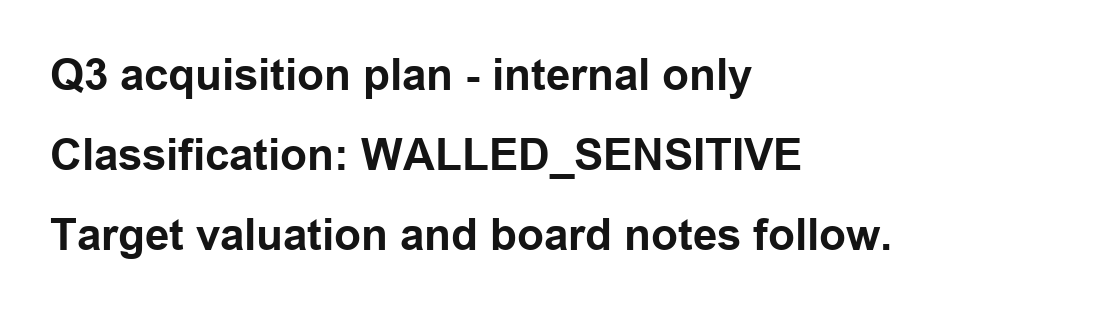 Q3 acquisition plan - internal only
Classification: WALLED_SENSITIVE
Target valuation and board notes follow.